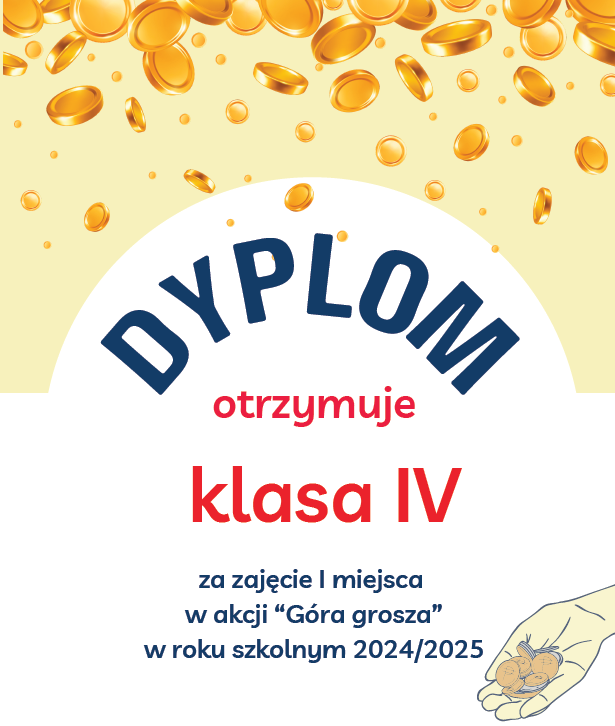 DYPLOM
otrzymuje
klasa IV
za zajęcie I miejsca
w akcji “Góra grosza”
w roku szkolnym 2024/2025